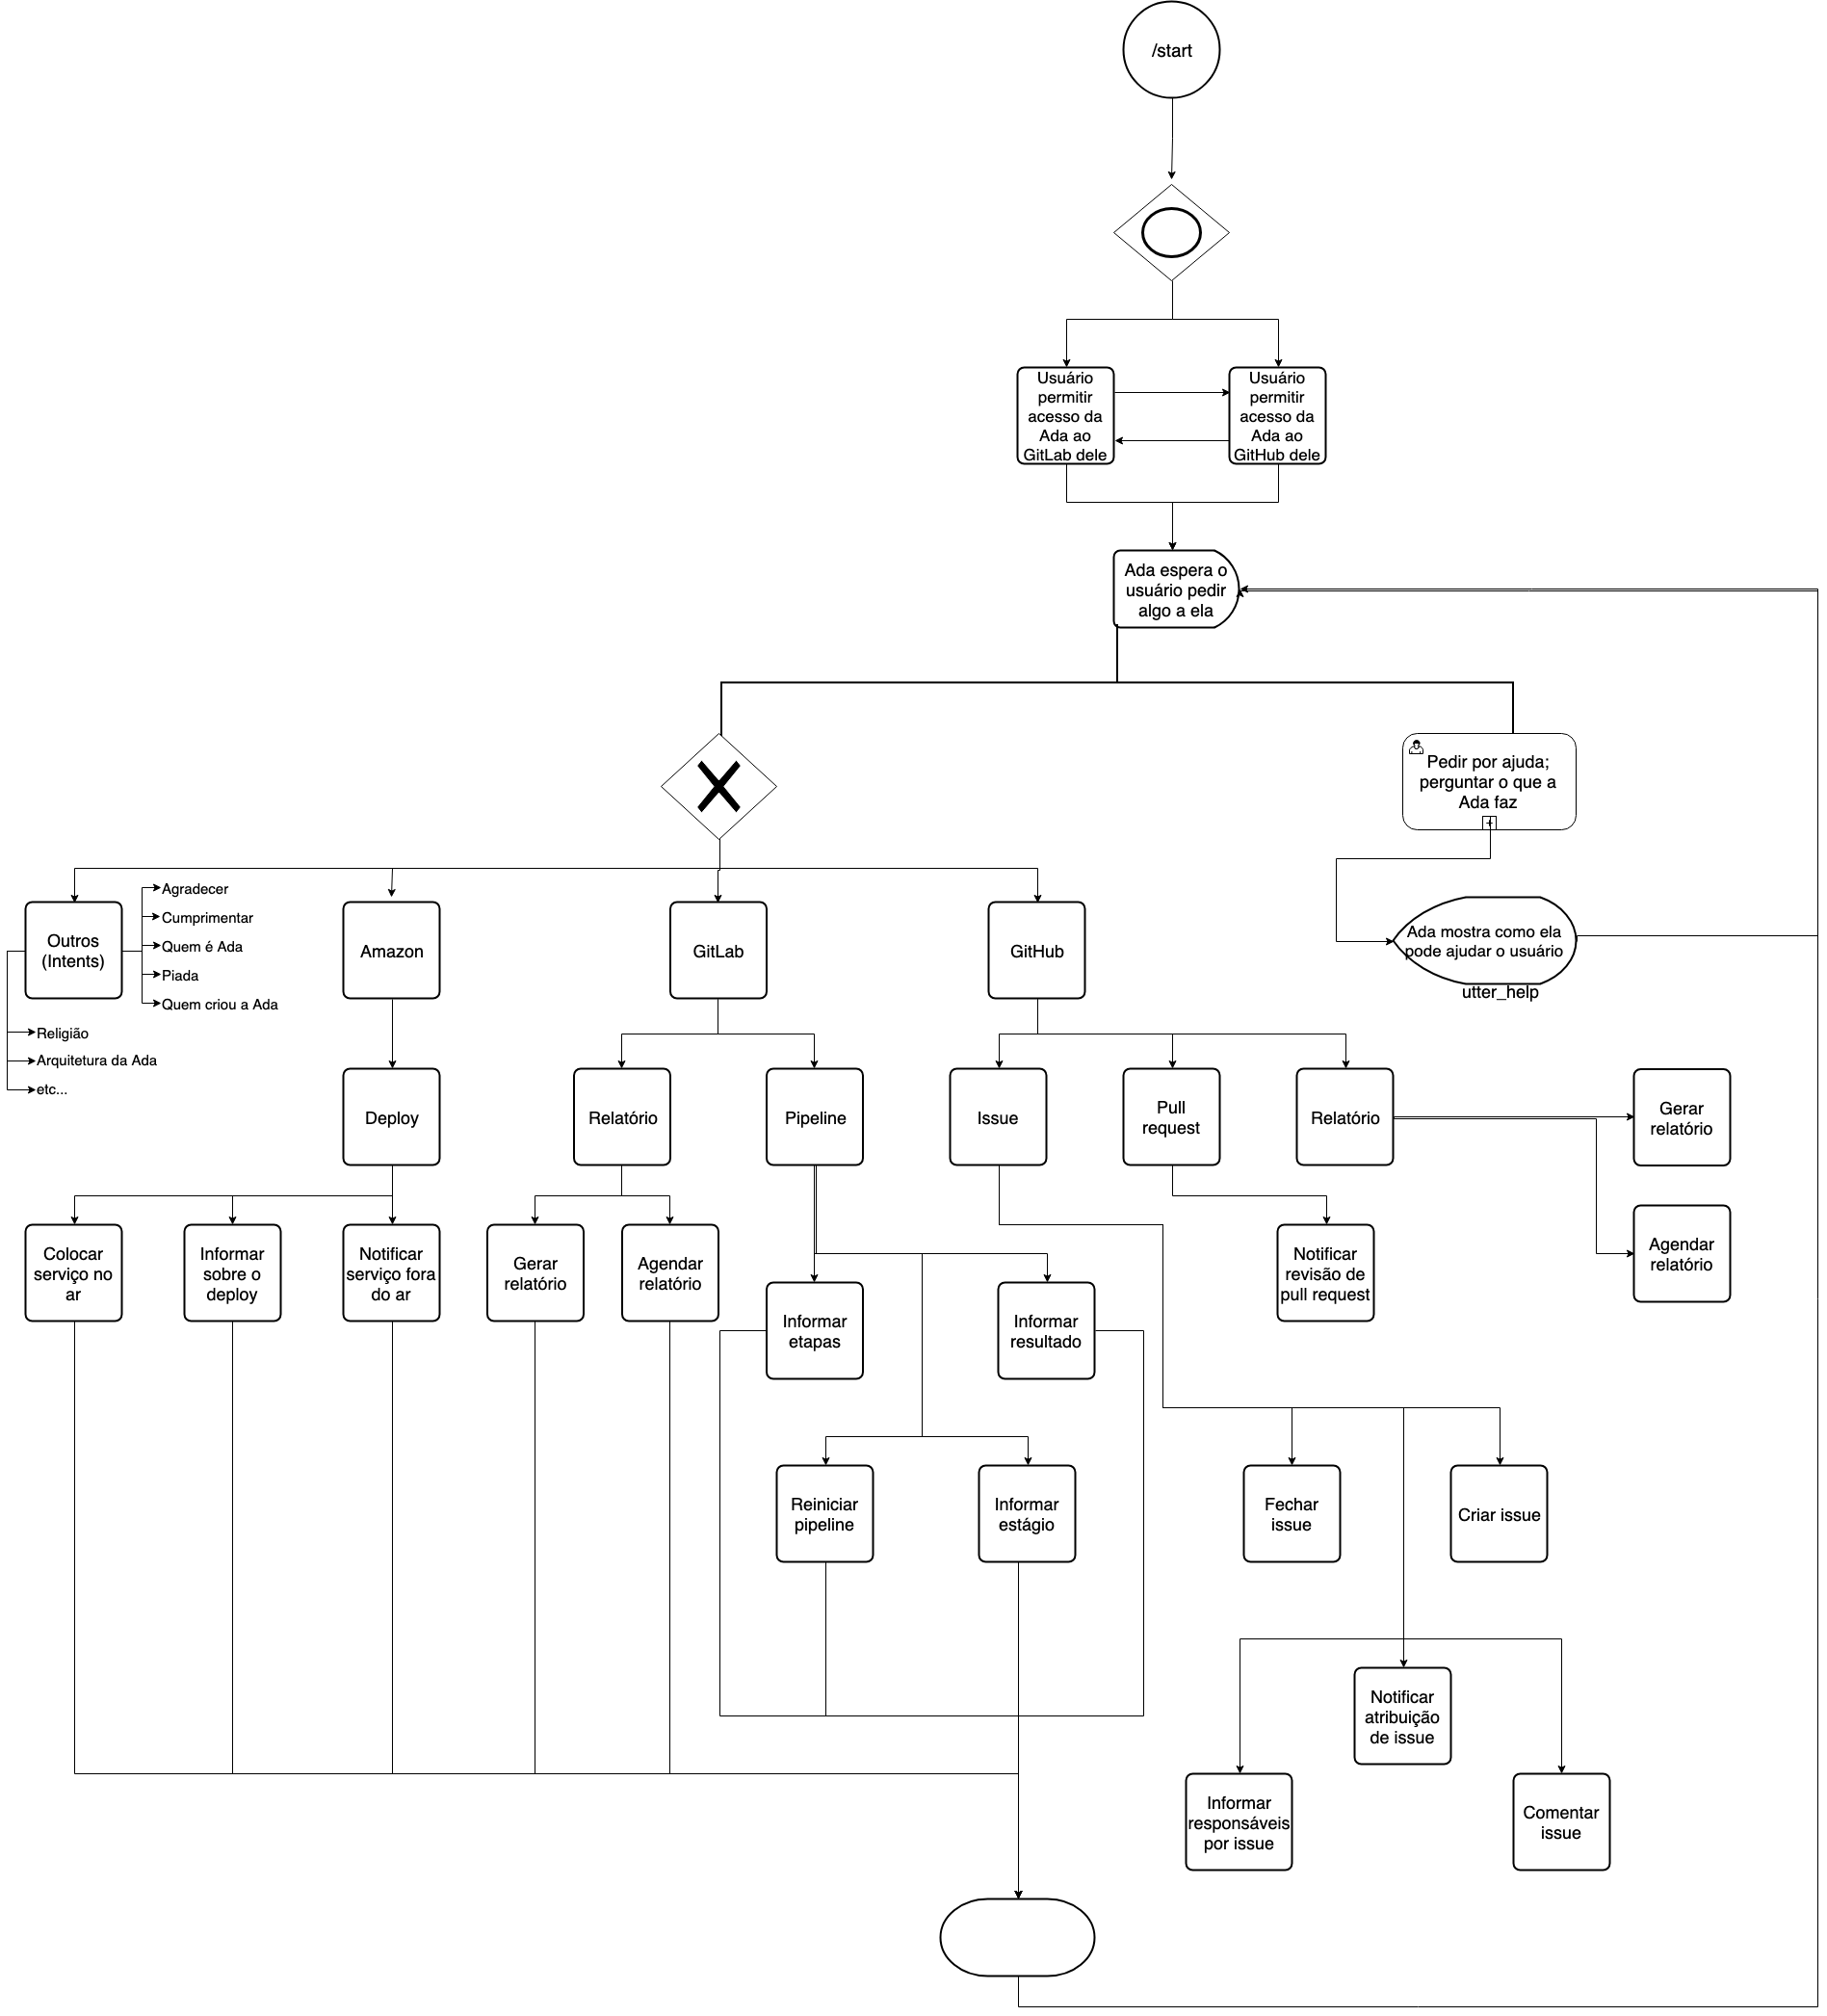 /start
Usuário
permitir
acesso da
Ada ao
GitLab dele
Usuário
permitir
acesso da
Ada ao
GitHub dele
Ada espera o
usuário pedir
algo a ela
Pedir por ajuda;
perguntar o que a
Ada faz
Outros
(Intents)
Agradecer
Cumprimentar
Quem é Ada
Piada
Quem criou a Ada
Religião
Arquitetura da Ada
etc...
Amazon
GitLab
GitHub
Ada mostra como ela
pode ajudar o usuário
utter_help
Deploy
Relatório
Pipeline
Issue
Pull
request
Relatório
Gerar
relatório
Agendar
relatório
Colocar
serviço no
ar
Informar
sobre o
deploy
Notificar
serviço fora
do ar
Gerar
relatório
Agendar
relatório
Informar
etapas
Informar
resultado
Notificar
revisão de
pull request
Reiniciar
pipeline
Informar
estágio
Fechar
issue
Criar issue
Notificar
atribuição
de issue
Informar
responsáveis
por issue
Comentar
issue